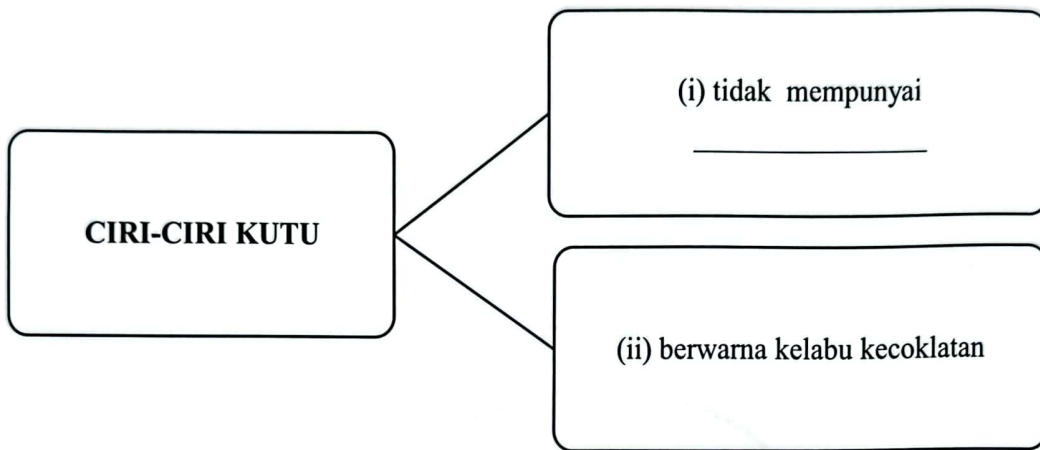 (i) tidak mempunyai
CIRI-CIRI KUTU
(ii) berwarna kelabu kecoklatan